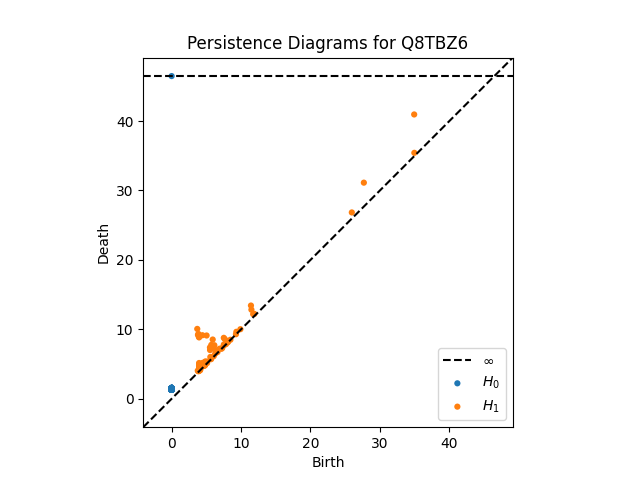 Persistence Diagrams for Q8TBZ6
Death
40
30
20
10
0
0 10 20 30 40
Birth
∞
H₀
H₁